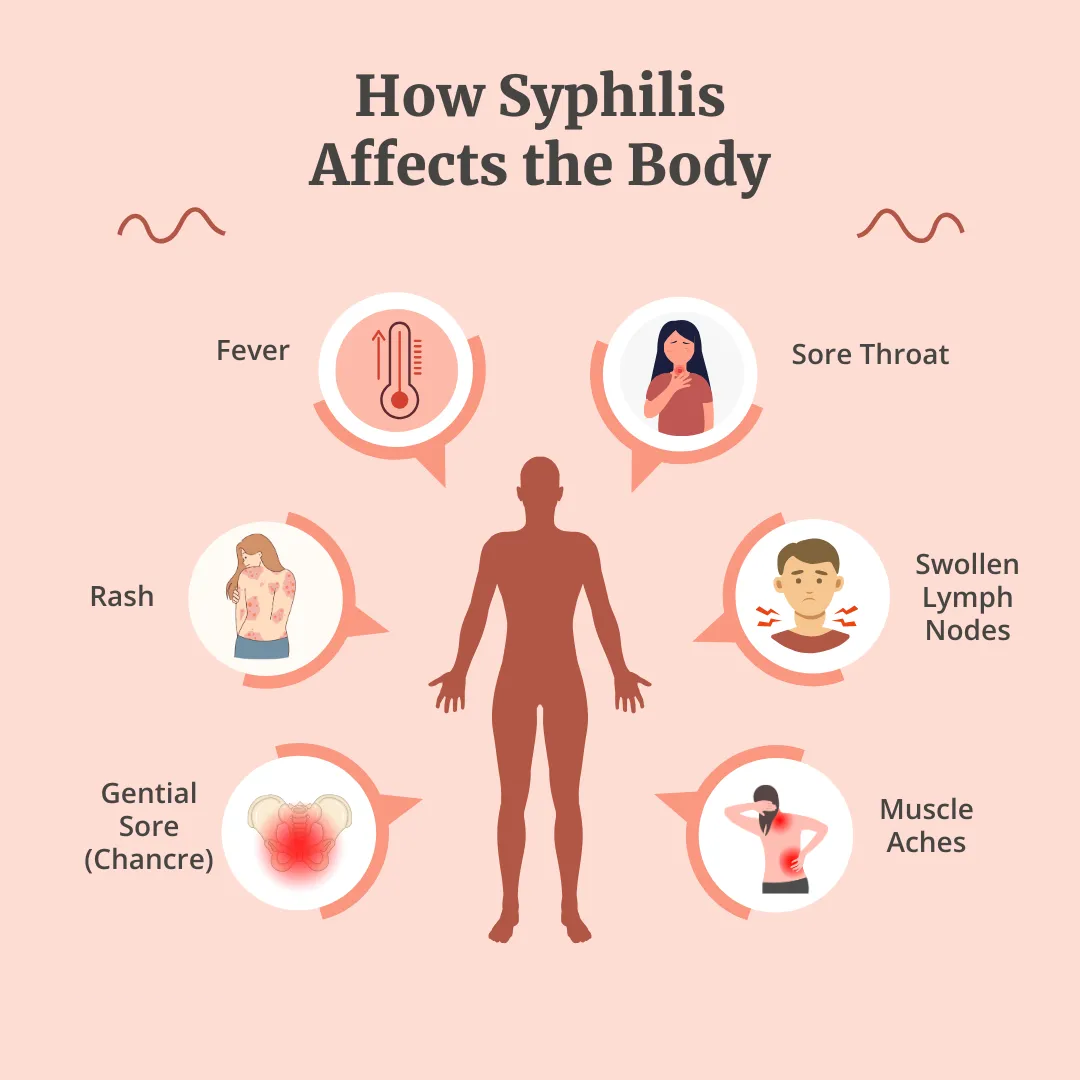 How Syphilis
Affects the Body
Fever
Sore Throat
Rash
Swollen
Lymph
Nodes
Gential
Sore
(Chancre)
Muscle
Aches